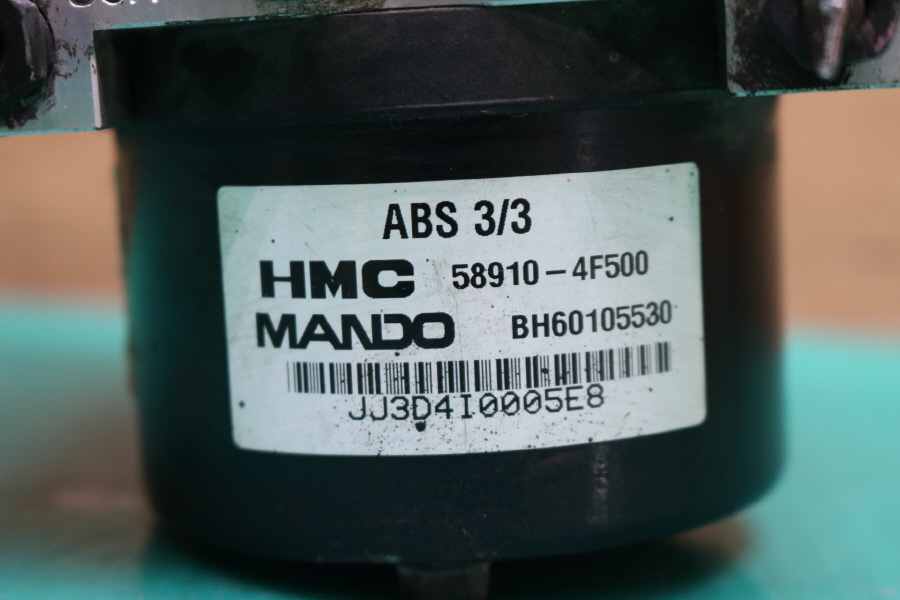 ABS 3/3
HMC 58910-4F500
MANDO BH60105530
JJ3D4I0005E8